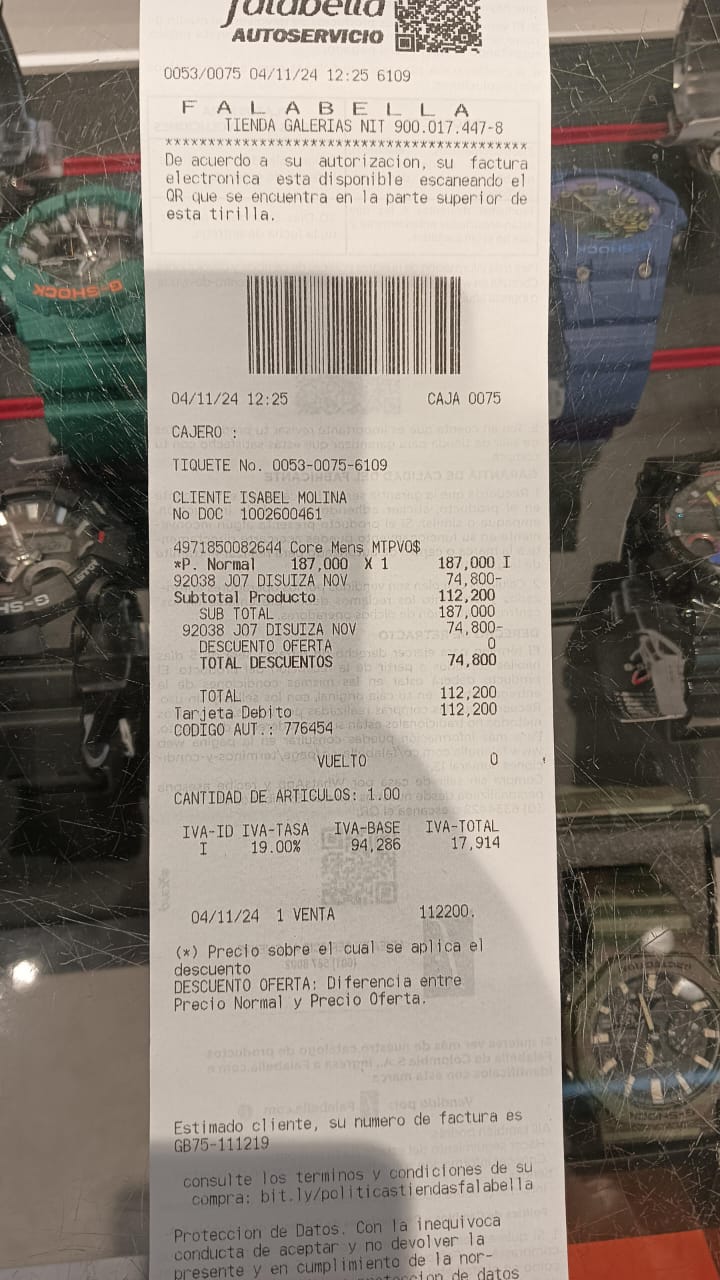 falabella
AUTOSERVICIO
0053/0075 04/11/24 12:25 6109
F A L A B E L L A
TIENDA GALERIAS NIT 900.017.447-8
******************************************
De acuerdo a su autorizacion, su factura
electronica esta disponible escaneando el
QR que se encuentra en la parte superior de
esta tirilla.
04/11/24 12:25 CAJA 0075
CAJERO :
TIQUETE No. 0053-0075-6109
CLIENTE ISABEL MOLINA
No DOC 1002600461
4971850082644 Core Mens MTPVO$
*P. Normal 187,000 X 1 187,000 I
92038 J07 DISUIZA NOV 74,800-
Subtotal Producto 112,200
SUB TOTAL 187,000
92038 J07 DISUIZA NOV 74,800-
DESCUENTO OFERTA 0
TOTAL DESCUENTOS 74,800
TOTAL 112,200
Tarjeta Debito 112,200
CODIGO AUT.: 776454
VUELTO 0
CANTIDAD DE ARTICULOS: 1.00
IVA-ID IVA-TASA IVA-BASE IVA-TOTAL
I 19.00% 94,286 17,914
04/11/24 1 VENTA 112200.
(*) Precio sobre el cual se aplica el
descuento
DESCUENTO OFERTA: Diferencia entre
Precio Normal y Precio Oferta.
Estimado cliente, su numero de factura es
GB75-111219
consulte los terminos y condiciones de su
compra: bit.ly/politicastiendasfalabella
Proteccion de Datos. Con la inequivoca
conducta de aceptar y no devolver la
presente y en cumplimiento de la nor-
de datos
G-SHOCK
G-SHOCK